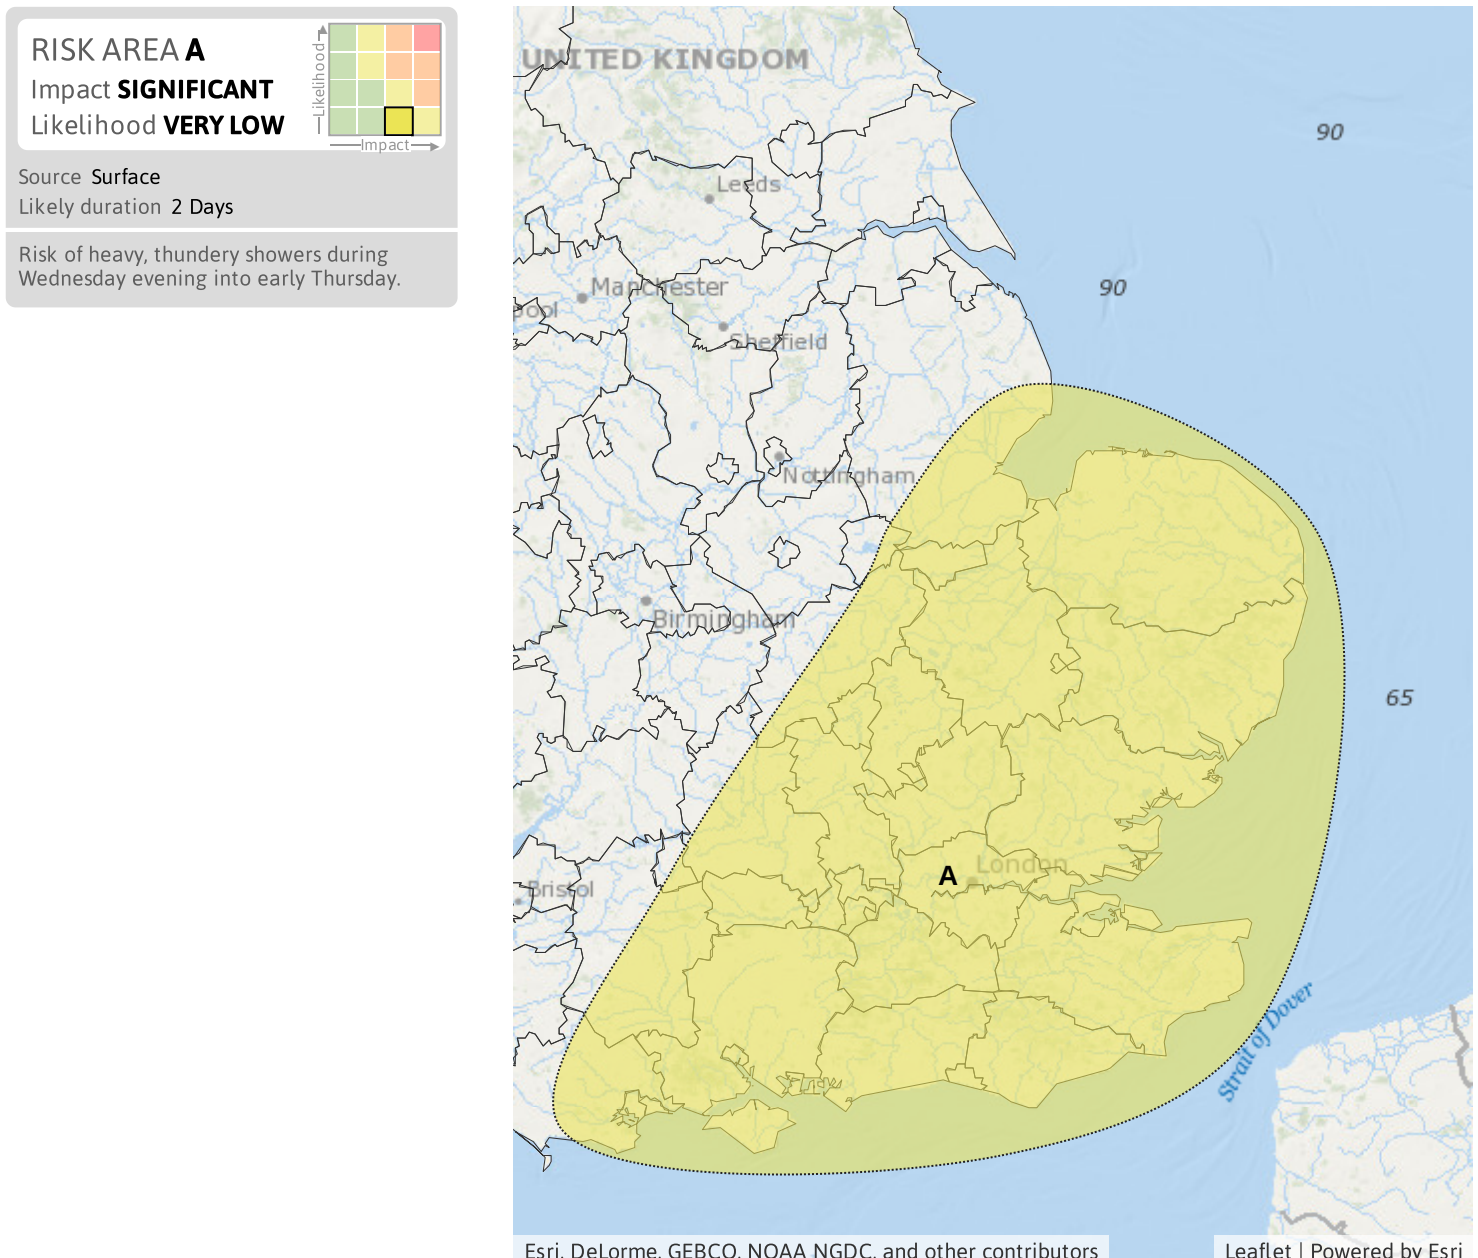 RISK AREA A
Impact SIGNIFICANT
Likelihood VERY LOW
Likelihood
Impact
Source Surface
Likely duration 2 Days
Risk of heavy, thundery showers during
Wednesday evening into early Thursday.
UNITED KINGDOM
90
Leeds
Manchester
90
pool
Sheffield
Nottingham
Birmingham
65
A
London
Bristol
Strait of Dover
Esri, DeLorme, GEBCO, NOAA NGDC, and other contributors
Leaflet | Powered by Esri